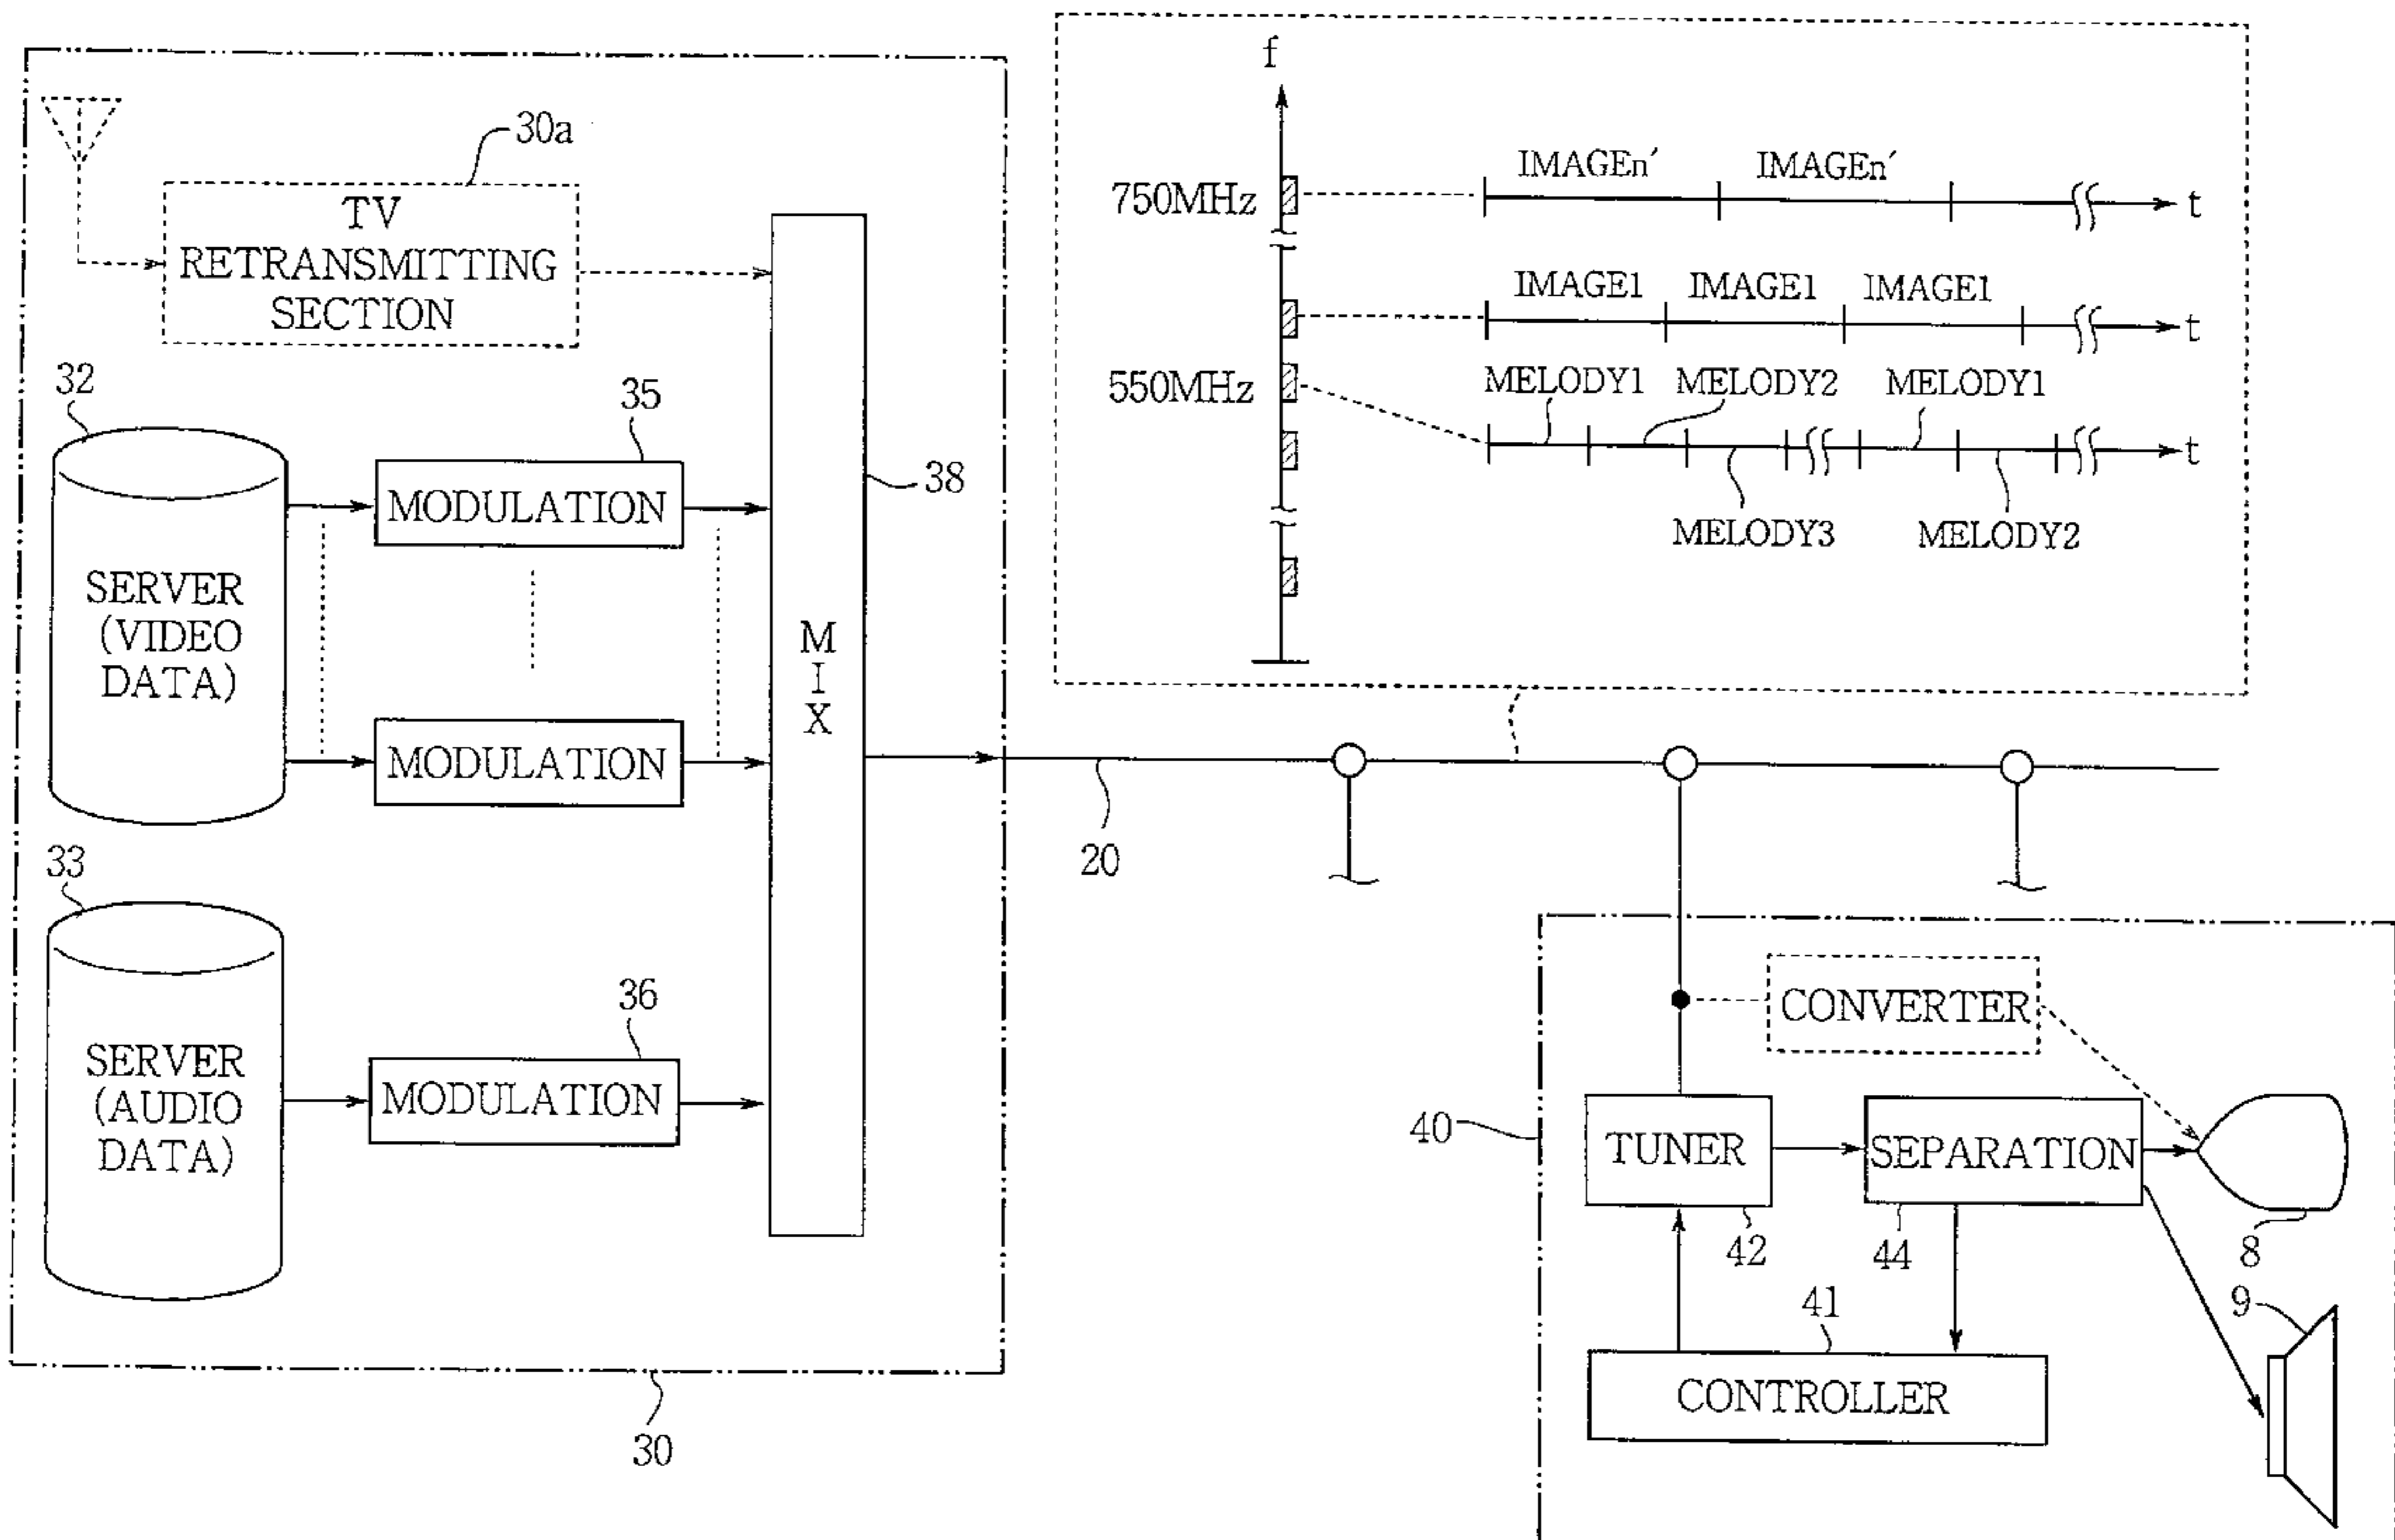 30a
TV
RETRANSMITTING
SECTION
32
SERVER
(VIDEO
DATA)
35
MODULATION
MODULATION
38
MIX
33
SERVER
(AUDIO
DATA)
36
MODULATION
30
20
f
750MHz
IMAGEn′ IMAGEn′
t
IMAGE1 IMAGE1 IMAGE1
t
550MHz
MELODY1 MELODY2 MELODY1
t
MELODY3 MELODY2
40
CONVERTER
TUNER
42
SEPARATION
44
8
9
41
CONTROLLER